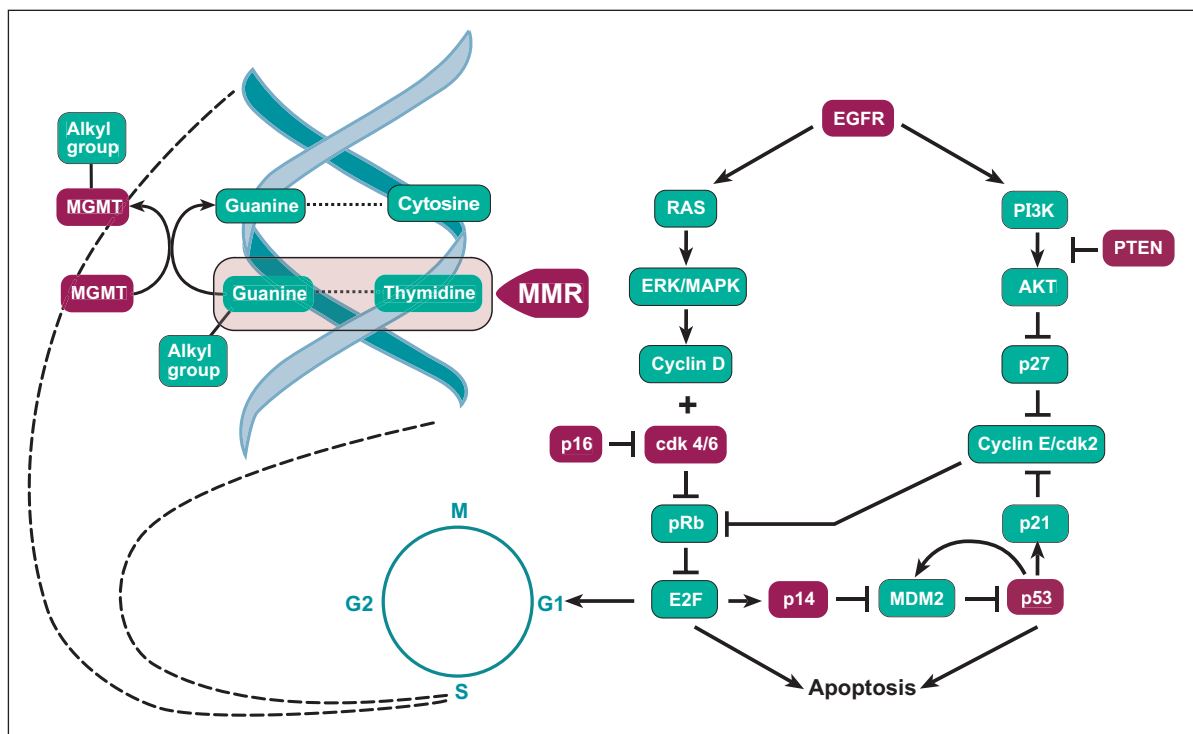 Alkyl
group
MGMT
Guanine
Cytosine
MGMT
Guanine
Thymidine
MMR
Alkyl
group
EGFR
RAS
PI3K
PTEN
ERK/MAPK
AKT
Cyclin D
p27
+
p16
cdk 4/6
Cyclin E/cdk2
pRb
p21
M
G2
G1
S
E2F
p14
MDM2
p53
Apoptosis